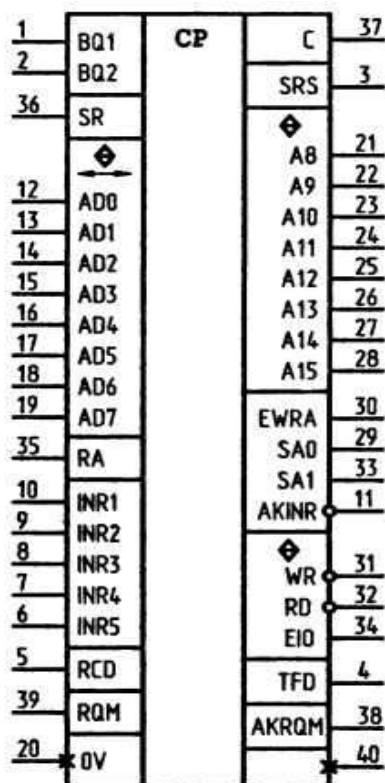 CP
1 BQ1
2 BQ2
36 SR
12 AD0
13 AD1
14 AD2
15 AD3
16 AD4
17 AD5
18 AD6
19 AD7
35 RA
10 INR1
9 INR2
8 INR3
7 INR4
6 INR5
5 RCD
39 RQM
20 0V
C 37
SRS 3
A8 21
A9 22
A10 23
A11 24
A12 25
A13 26
A14 27
A15 28
EWRA 30
SA0 29
SA1 33
AKINR 11
WR 31
RD 32
EIO 34
TFD 4
AKRQM 38
40